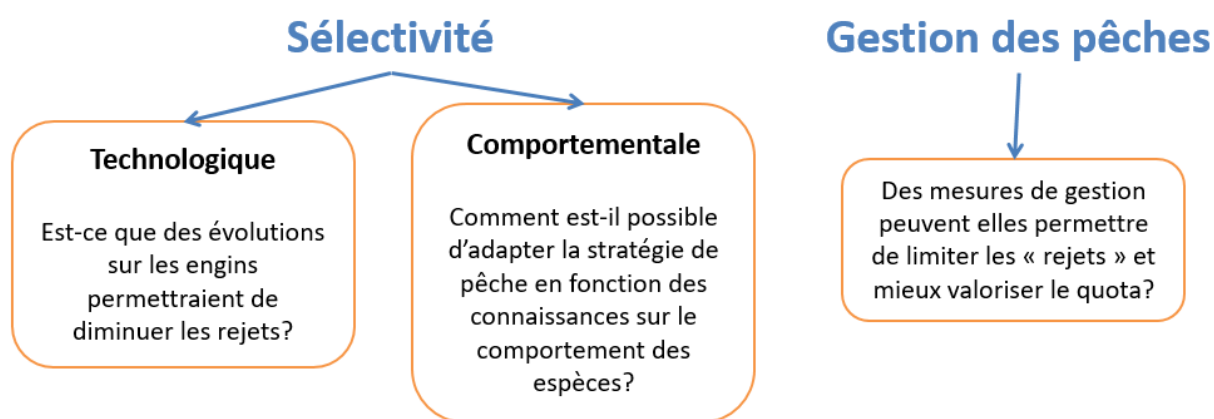 Sélectivité
Technologique
Est-ce que des évolutions
sur les engins
permettraient de
diminuer les rejets?
Comportementale
Comment est-il possible
d’adapter la stratégie de
pêche en fonction des
connaissances sur le
comportement des
espèces?
Gestion des pêches
Des mesures de gestion
peuvent elles permettre
de limiter les « rejets » et
mieux valoriser le quota?